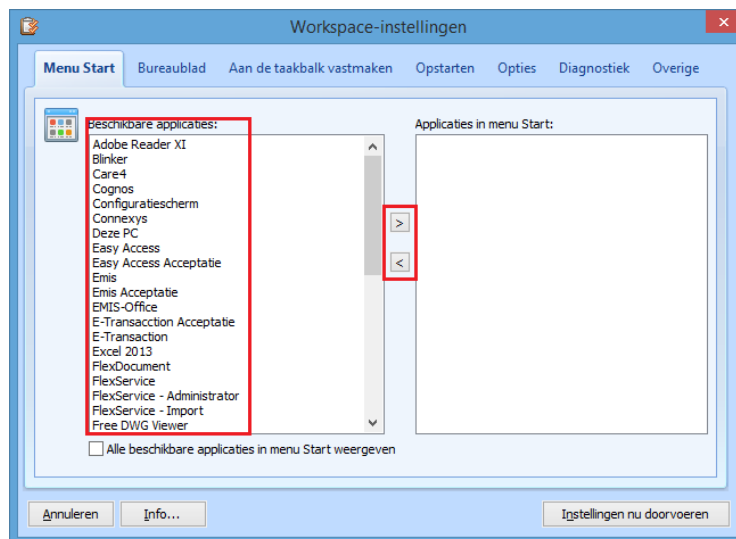 Workspace-instellingen
Menu Start Bureaublad Aan de taakbalk vastmaken Opstarten Opties Diagnostiek Overige
Beschikbare applicaties:
Adobe Reader XI
Blinker
Care4
Cognos
Configuratiescherm
Connexys
Deze PC
Easy Access
Easy Access Acceptatie
Emis
Emis Acceptatie
EMIS-Office
E-Transacction Acceptatie
E-Transaction
Excel 2013
FlexDocument
FlexService
FlexService - Administrator
FlexService - Import
Free DWG Viewer
>
<
Applicaties in menu Start:
Alle beschikbare applicaties in menu Start weergeven
Annuleren Info... Instellingen nu doorvoeren